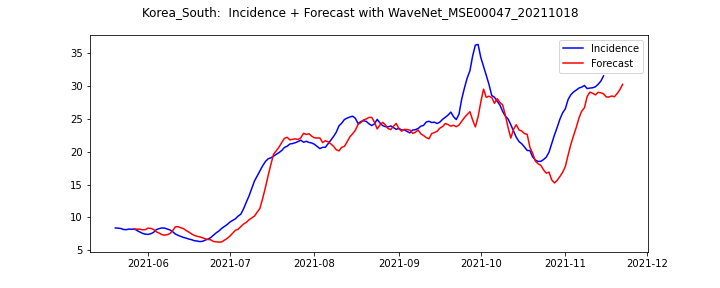 Korea_South:  Incidence + Forecast with WaveNet_MSE00047_20211018
Incidence
Forecast
35
30
25
20
15
10
5
2021-06 2021-07 2021-08 2021-09 2021-10 2021-11 2021-12